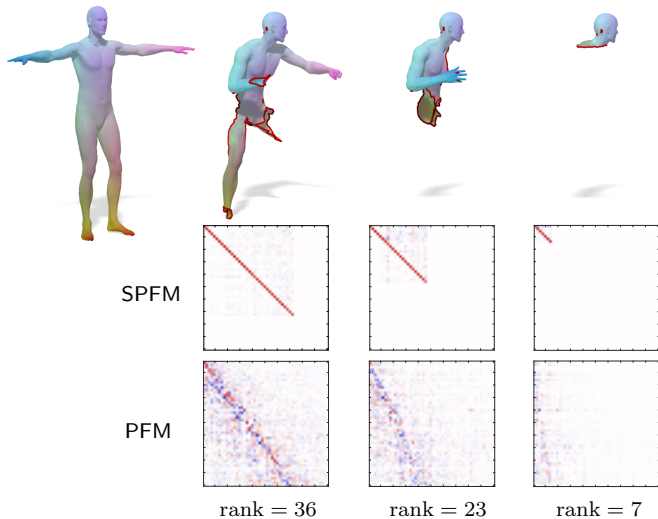 SPFM
PFM
rank = 36
rank = 23
rank = 7